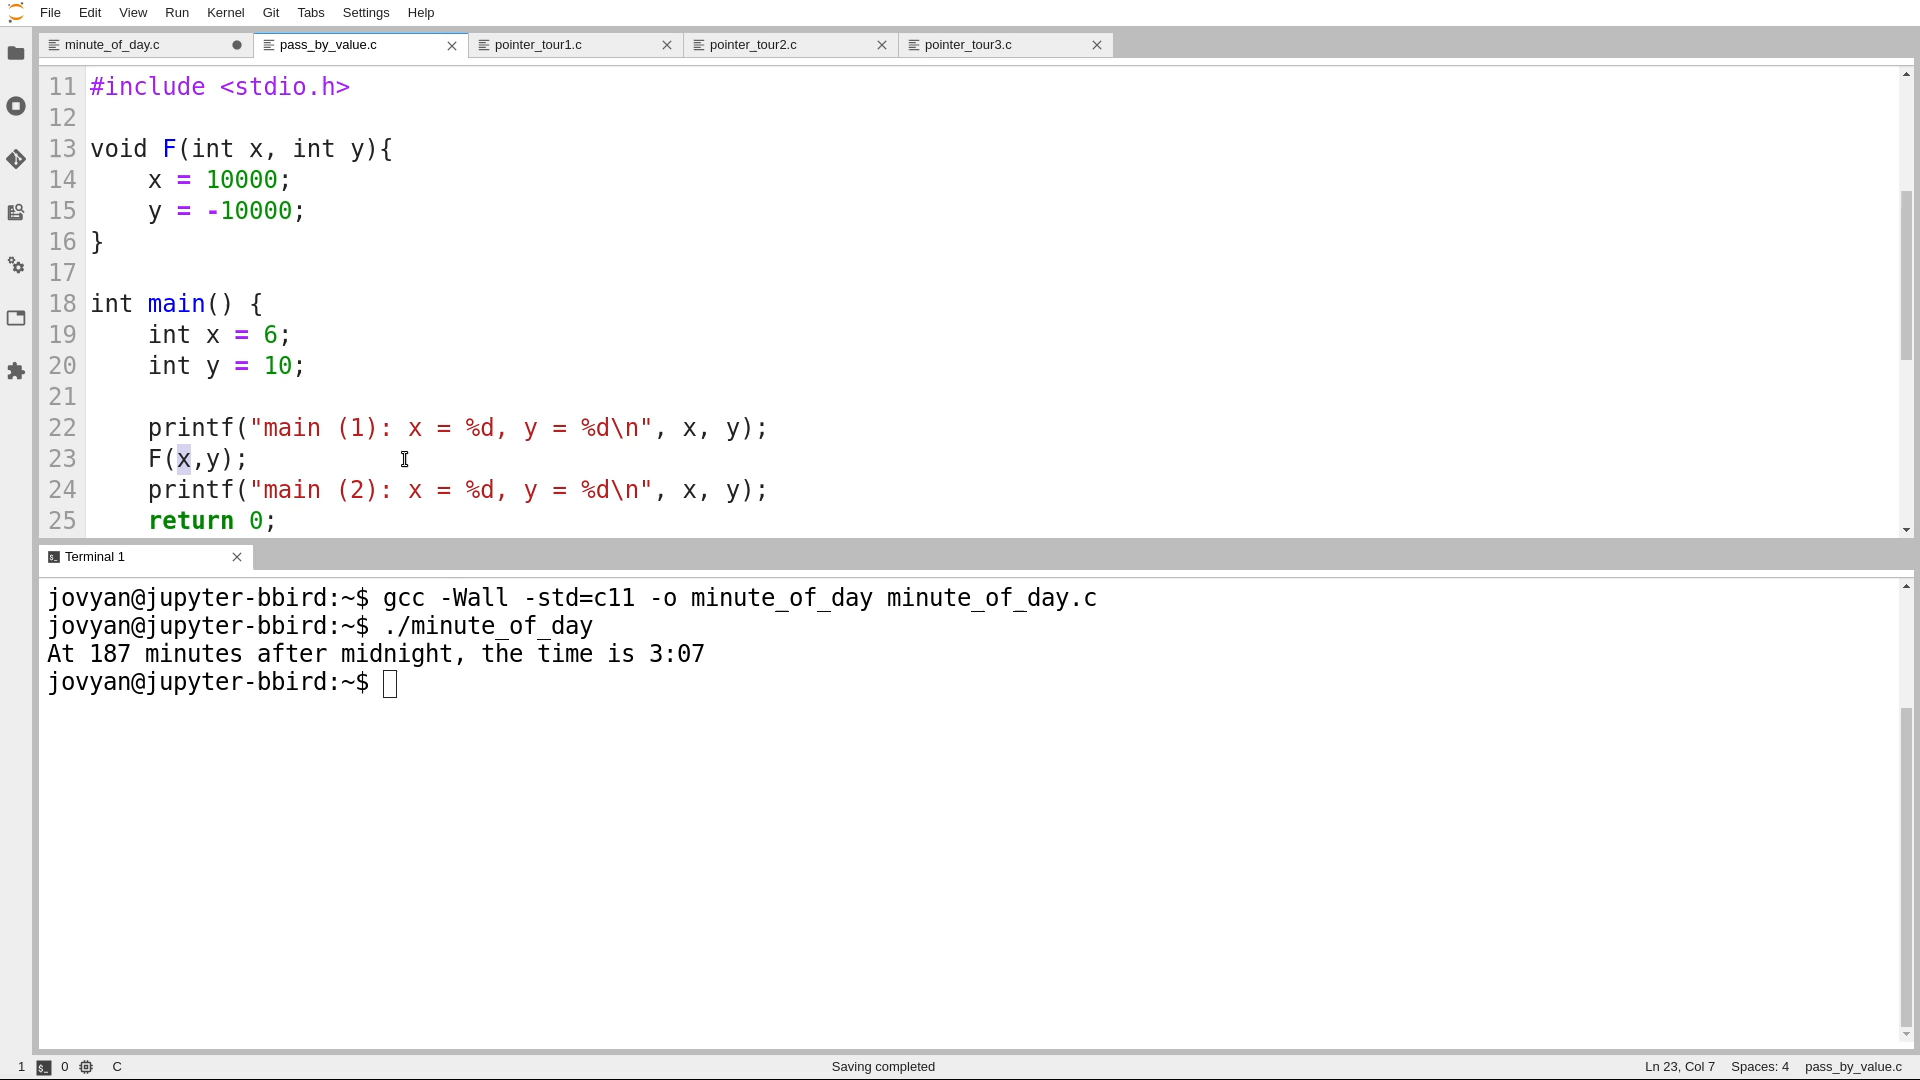 File Edit View Run Kernel Git Tabs Settings Help
minute_of_day.c pass_by_value.c pointer_tour1.c pointer_tour2.c pointer_tour3.c
11 #include <stdio.h>
12
13 void F(int x, int y){
14     x = 10000;
15     y = -10000;
16 }
17
18 int main() {
19     int x = 6;
20     int y = 10;
21
22     printf("main (1): x = %d, y = %d\n", x, y);
23     F(x,y);
24     printf("main (2): x = %d, y = %d\n", x, y);
25     return 0;
Terminal 1
jovyan@jupyter-bbird:~$ gcc -Wall -std=c11 -o minute_of_day minute_of_day.c
jovyan@jupyter-bbird:~$ ./minute_of_day
At 187 minutes after midnight, the time is 3:07
jovyan@jupyter-bbird:~$
1 $_ 0 C Saving completed Ln 23, Col 7 Spaces: 4 pass_by_value.c